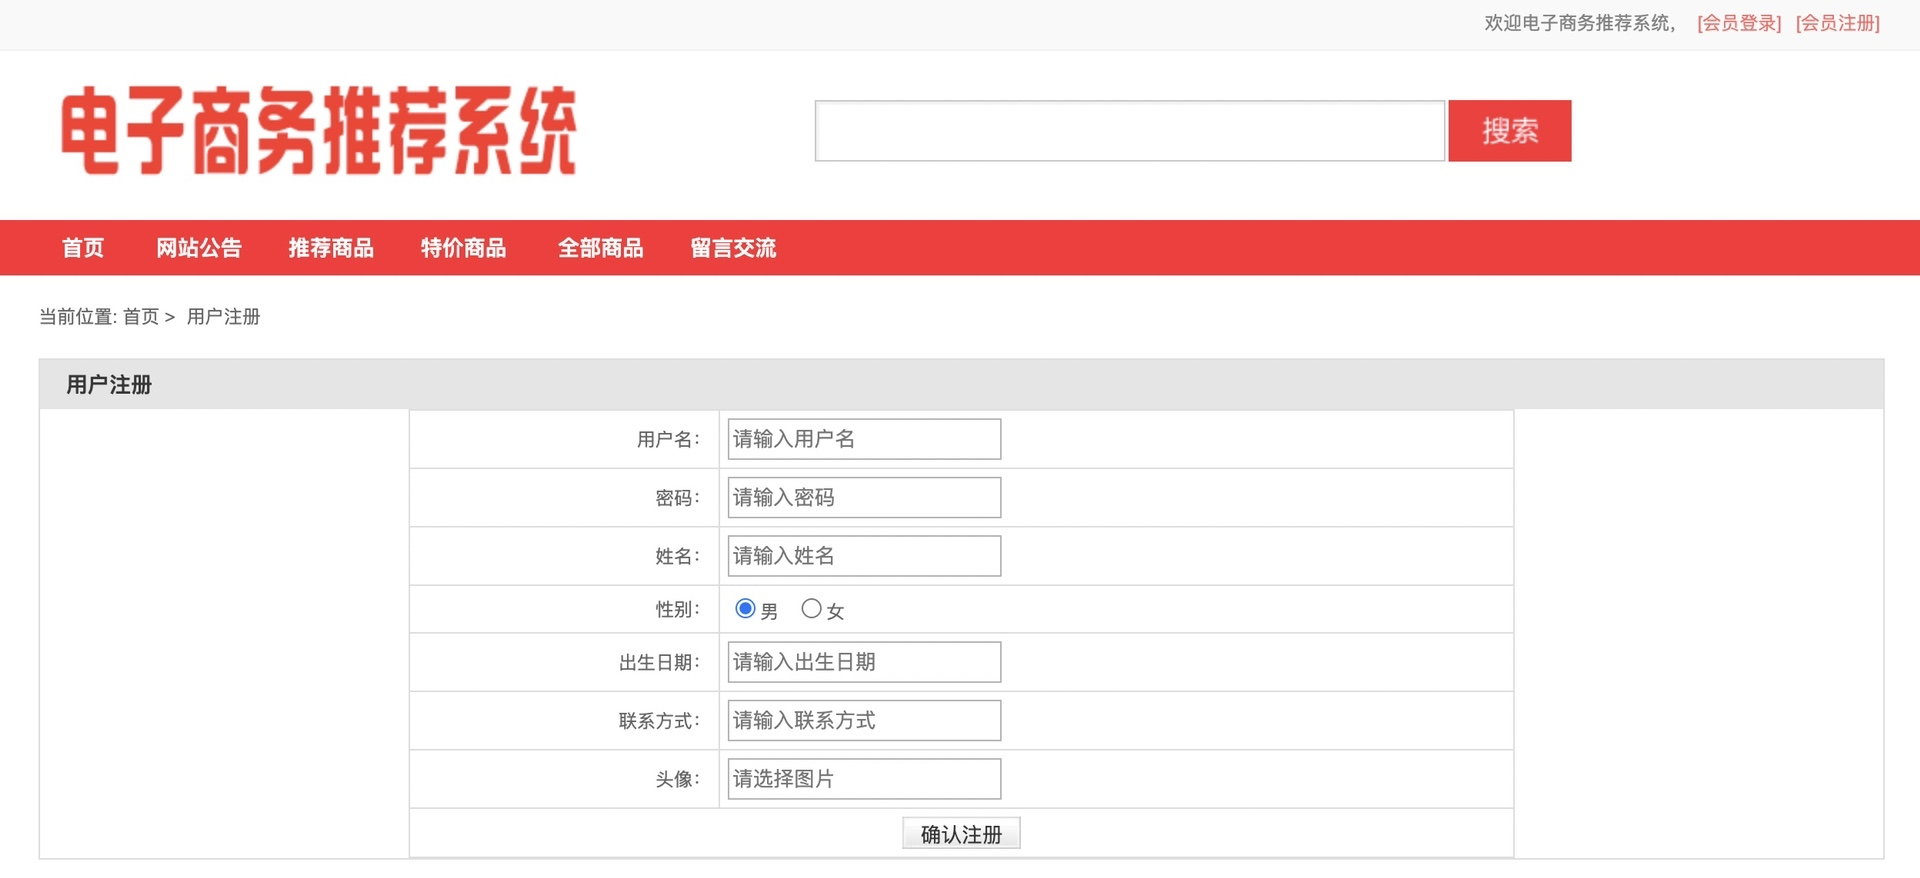 欢迎电子商务推荐系统, [会员登录] [会员注册]
电子商务推荐系统
搜索
首页 网站公告 推荐商品 特价商品 全部商品 留言交流
当前位置: 首页 > 用户注册
用户注册
用户名: 请输入用户名
密码: 请输入密码
姓名: 请输入姓名
性别: 男 女
出生日期: 请输入出生日期
联系方式: 请输入联系方式
头像: 请选择图片
确认注册